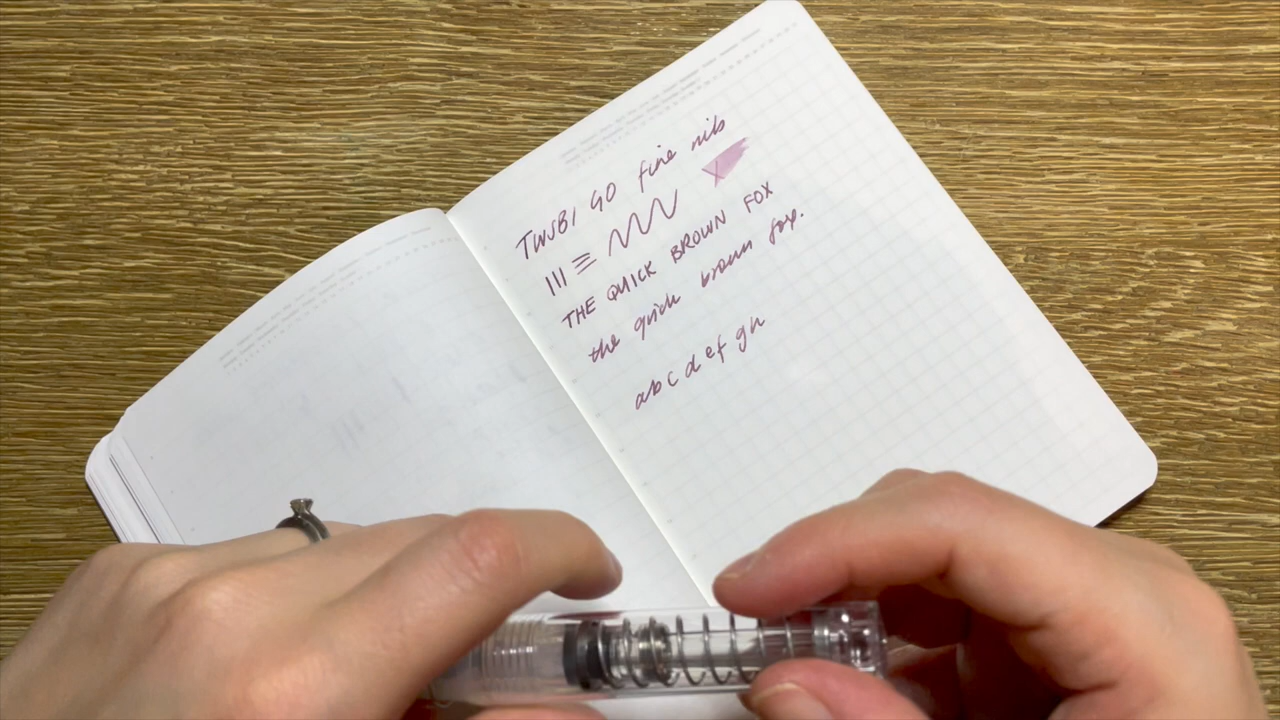 TWSBI GO fine nib
THE QUICK BROWN FOX
the quick brown fox.
abcdefgh